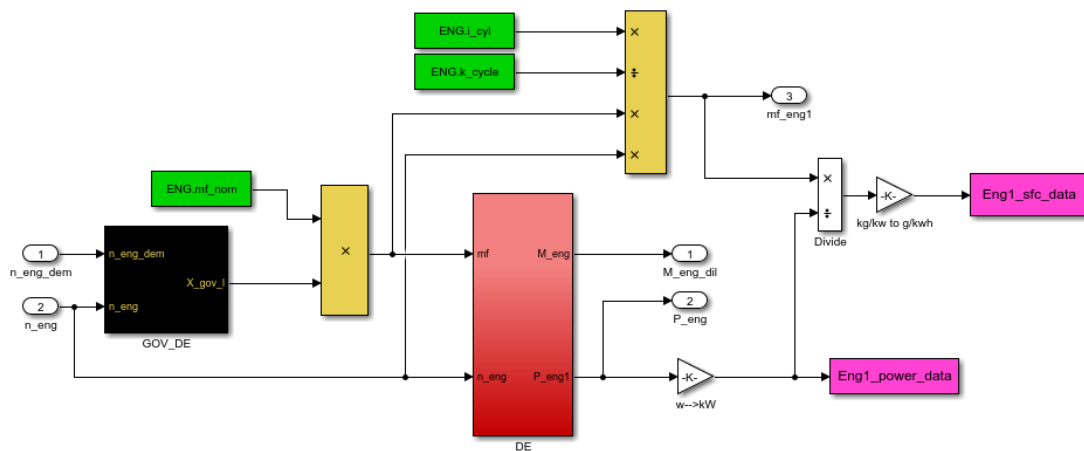 ENG.i_cyl
ENG.k_cycle
×
÷
×
×
3
mf_eng1
ENG.mf_nom
×
×
÷
Divide
-K-
kg/kw to g/kwh
Eng1_sfc_data
1
n_eng_dem
2
n_eng
n_eng_dem
n_eng
X_gov_I
GOV_DE
mf
n_eng
M_eng
P_eng1
DE
1
M_eng_dil
2
P_eng
-K-
w-->kW
Eng1_power_data